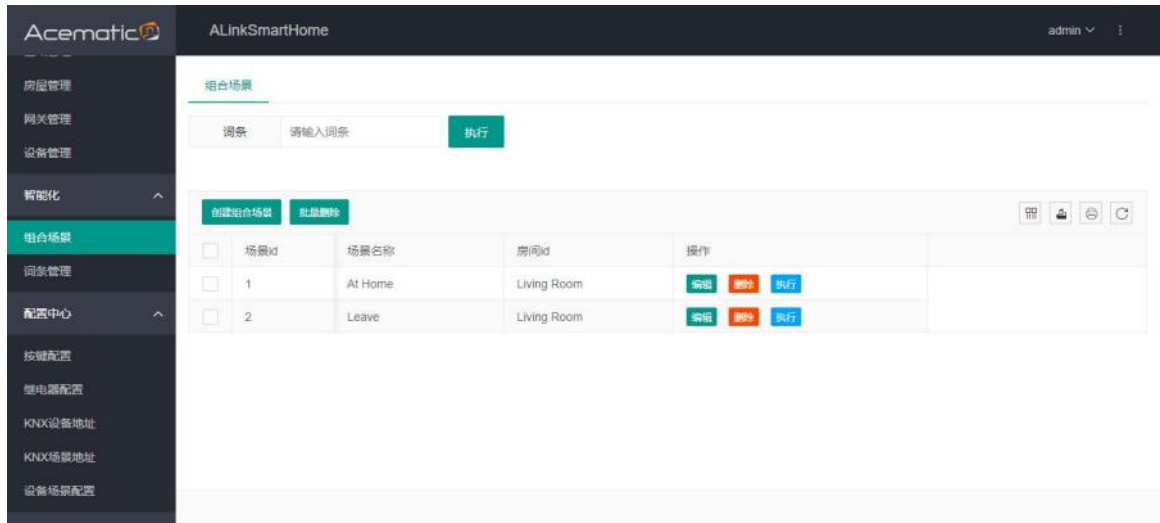 Acematic
ALinkSmartHome
admin
房屋管理
网关管理
设备管理
智能化
组合场景
词条管理
配置中心
按键配置
继电器配置
KNX设备地址
KNX场景地址
设备场景配置
组合场景
词条 请输入词条 执行
创建组合场景 批量删除
场景id 场景名称 房间id 操作
1 At Home Living Room 编辑 删除 执行
2 Leave Living Room 编辑 删除 执行